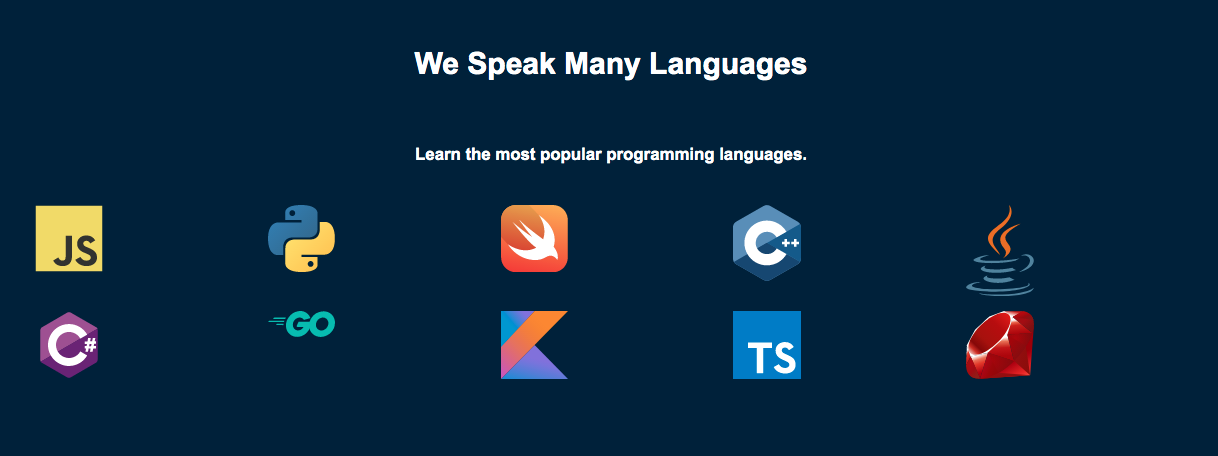 We Speak Many Languages
Learn the most popular programming languages.
JS
C++
C#
GO
TS